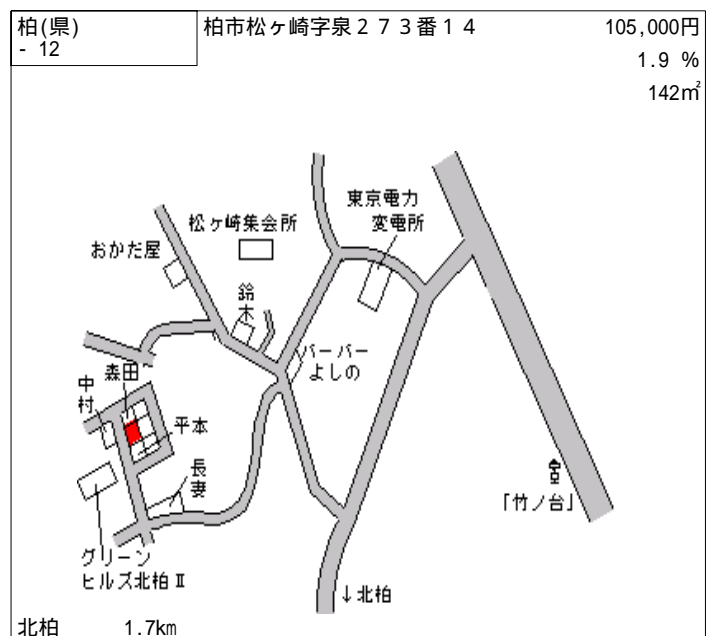 柏(県)
- 12
柏市松ヶ崎字泉２７３番１４
105,000円
1.9 %
142㎡
東京電力
変電所
松ヶ崎集会所
おかだ屋
鈴木
バーバー
よしの
森田
中村
平本
長妻
「竹ノ台」
グリーン
ヒルズ北柏Ⅱ
↓北柏
北柏 1.7km